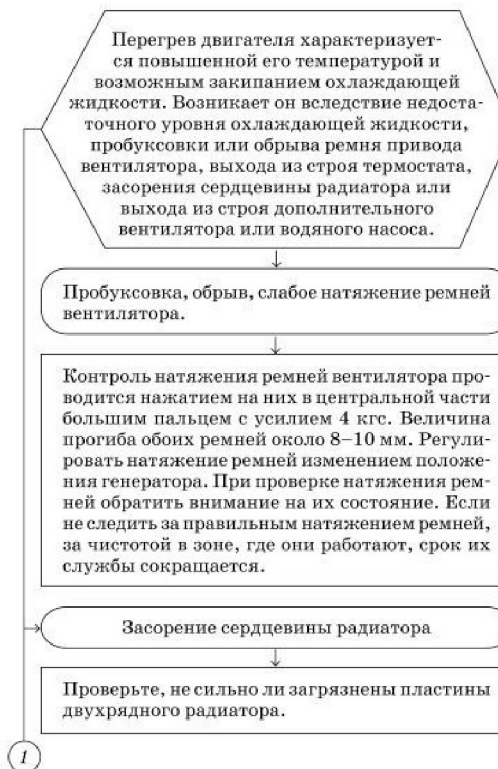 Перегрев двигателя характеризует-
ся повышенной его температурой и
возможным закипанием охлаждающей
жидкости. Возникает он вследствие недоста-
точного уровня охлаждающей жидкости,
пробуксовки или обрыва ремня привода
вентилятора, выхода из строя термостата,
засорения сердцевины радиатора или
выхода из строя дополнительного
вентилятора или водяного насоса.
Пробуксовка, обрыв, слабое натяжение ремней
вентилятора.
Контроль натяжения ремней вентилятора про-
водится нажатием на них в центральной части
большим пальцем с усилием 4 кгс. Величина
прогиба обоих ремней около 8–10 мм. Регули-
ровать натяжение ремней изменением положе-
ния генератора. При проверке натяжения рем-
ней обратить внимание на их состояние. Если
не следить за правильным натяжением ремней,
за чистотой в зоне, где они работают, срок их
службы сокращается.
Засорение сердцевины радиатора
Проверьте, не сильно ли загрязнены пластины
двухрядного радиатора.
1